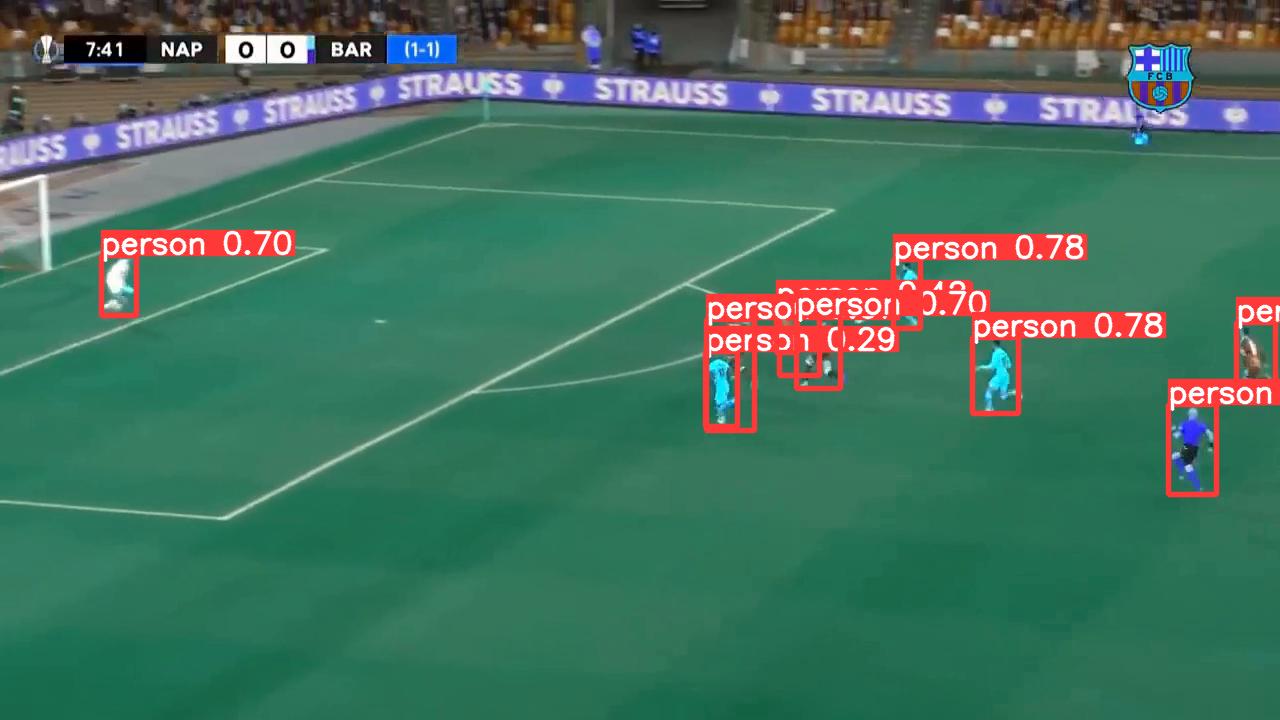 7:41 NAP 0 0 BAR (1-1)
FCB
STRAUSS STRAUSS STRAUSS STRAUSS STRAUSS STRAUSS
person 0.70
person 0.78
person 0.70
person 0.78
person 0.29
person